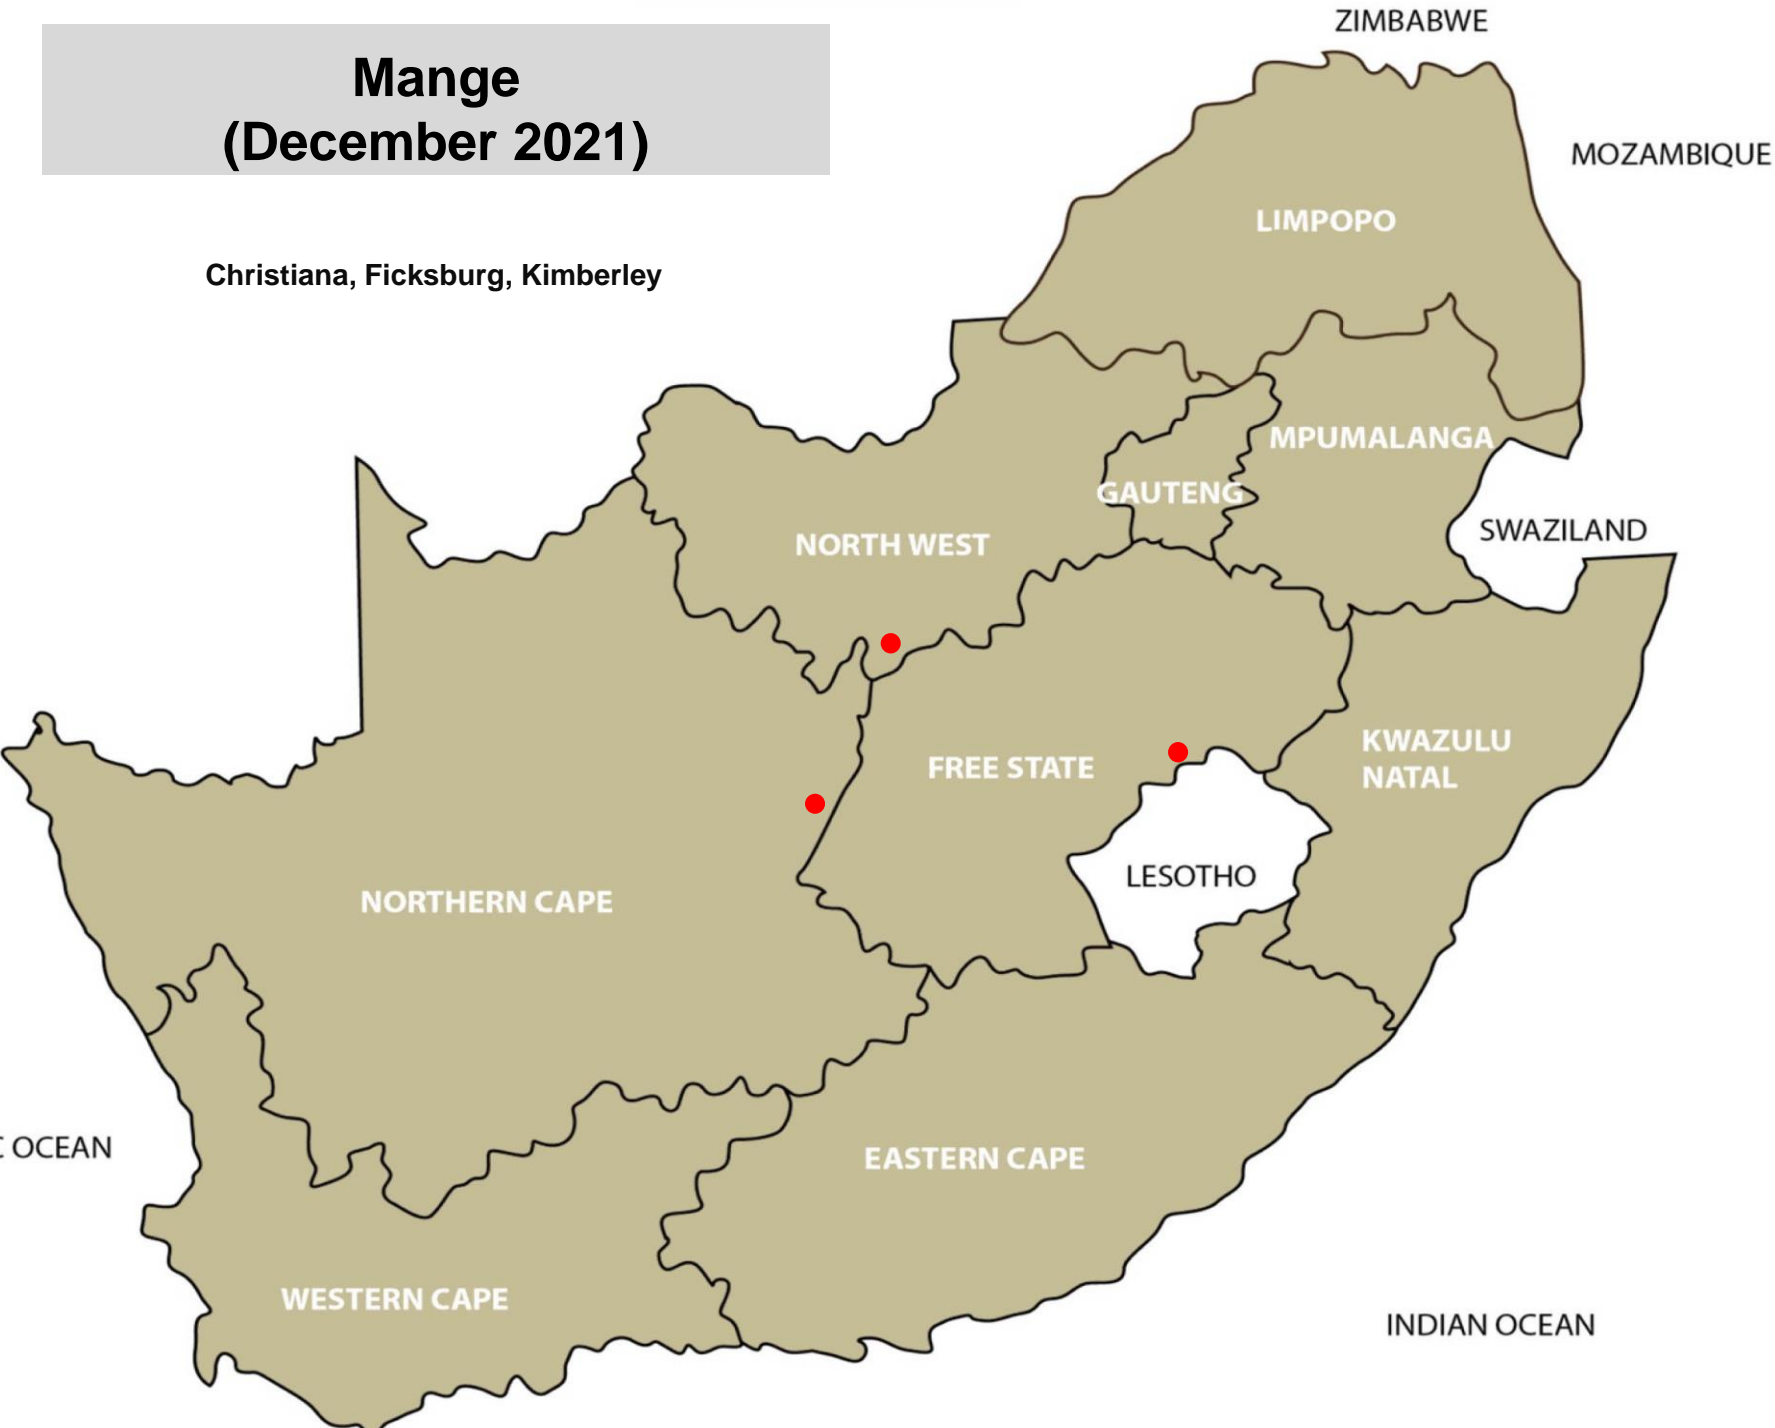 ZIMBABWE
Mange
(December 2021)
MOZAMBIQUE
LIMPOPO
Christiana, Ficksburg, Kimberley
MPUMALANGA
GAUTENG
SWAZILAND
NORTH WEST
KWAZULU
NATAL
FREE STATE
LESOTHO
NORTHERN CAPE
C OCEAN
EASTERN CAPE
WESTERN CAPE
INDIAN OCEAN